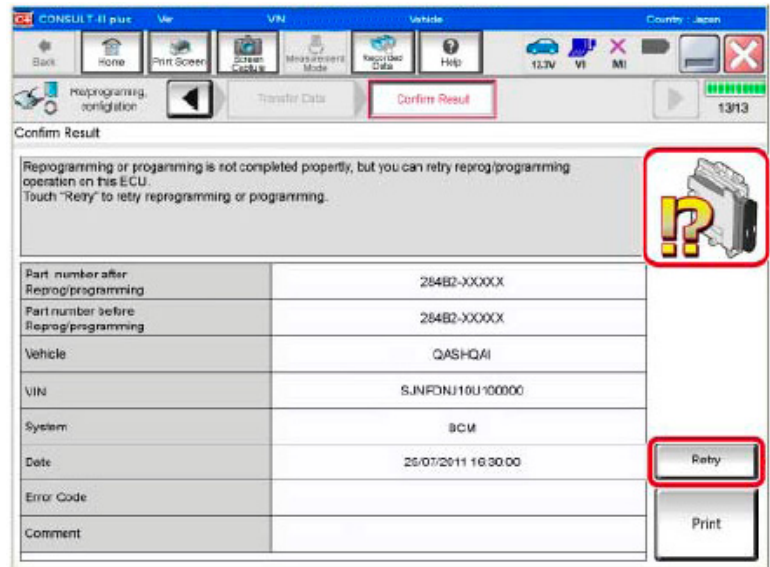 CONSULT-III plus Ver VIN Vehicle Country : Japan
Back Home Print Screen Screen Capture Measurement Mode Recorded Data Help 12.7V VI MI
Reprograming, configlation
Transfer Data Confirm Result 13/13
Confirm Result
Reprogramming or progamming is not completed propertly, but you can retry reprog/programming
operation on this ECU.
Touch "Retry" to retry reprogramming or programming.
!?
Part number after
Reprog/programming
284B2-XXXXX
Part number before
Reprog/programming
284B2-XXXXX
Vehicle QASHQAI
VIN SJNFDNJ10U100000
System BCM
Date 26/07/2011 16:30:00 Retry
Error Code
Print
Comment